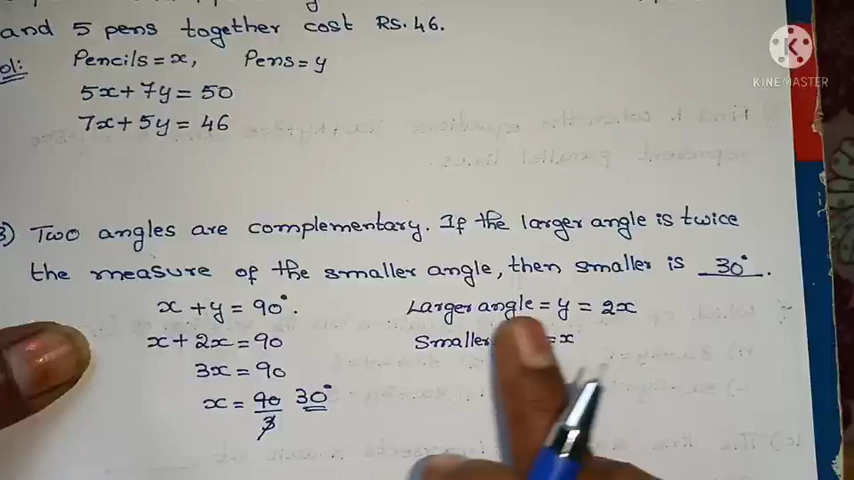 and 5 pens together cost Rs. 46.
Pencils = x, Pens = y
5x + 7y = 50
7x + 5y = 46
KINEMASTER
Two angles are complementary. If the larger angle is twice
the measure of the smaller angle, then smaller is 30°.
x + y = 90°. Larger angle = y = 2x
x + 2x = 90 Smaller = x
3x = 90
x = 90/3 30°